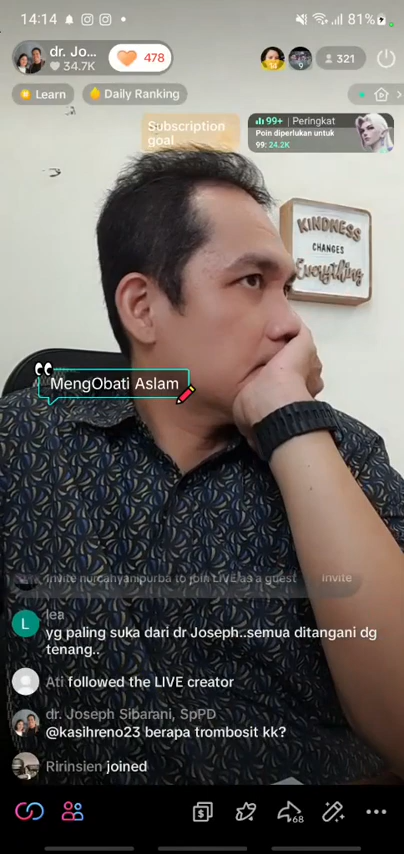 14:14
81%
dr. Jo...
34.7K
478
14
9
321
Learn
Daily Ranking
Subscription
goal
99+ | Peringkat
Poin diperlukan untuk
99: 24.2K
KINDNESS
CHANGES
Everything
MengObati Aslam
Invite nurcahyanipurba to join LIVE as a guest
Invite
L
lea
yg paling suka dari dr Joseph..semua ditangani dg
tenang..
Ati followed the LIVE creator
dr. Joseph Sibarani, SpPD
@kasihreno23 berapa trombosit kk?
Ririnsien joined
68